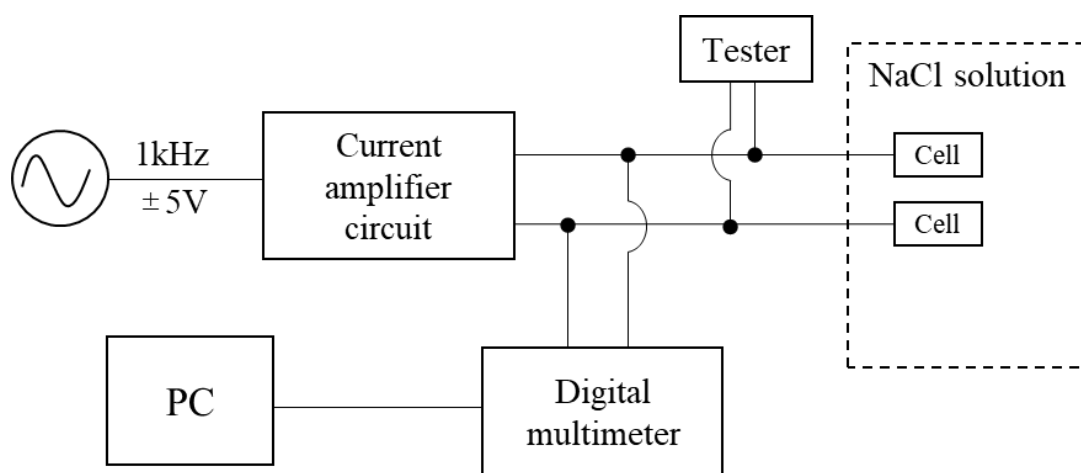 Tester
NaCl solution
1kHz
± 5V
Current
amplifier
circuit
Cell
Cell
PC
Digital
multimeter